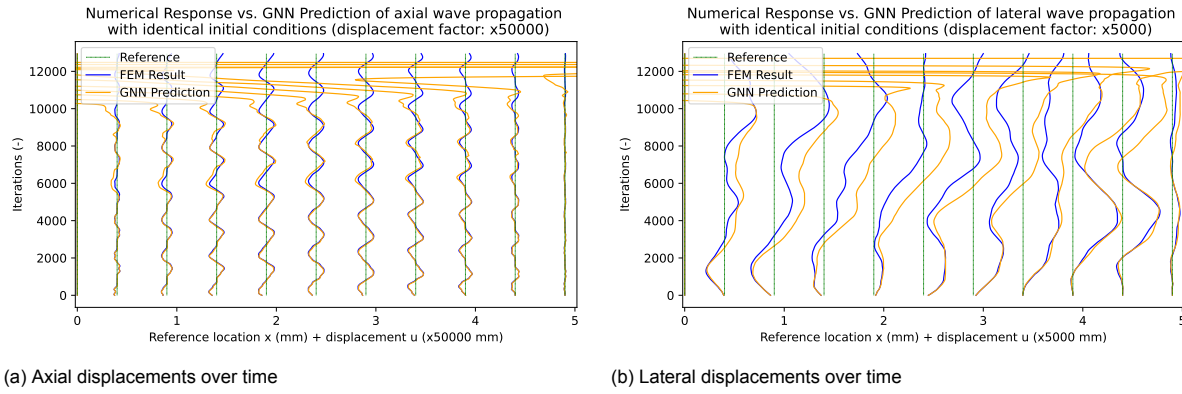 Numerical Response vs. GNN Prediction of axial wave propagation
with identical initial conditions (displacement factor: x50000)
Reference
FEM Result
GNN Prediction
12000
10000
8000
6000
4000
2000
0
Iterations (-)
0 1 2 3 4 5
Reference location x (mm) + displacement u (x50000 mm)
(a) Axial displacements over time
Numerical Response vs. GNN Prediction of lateral wave propagation
with identical initial conditions (displacement factor: x5000)
Reference
FEM Result
GNN Prediction
12000
10000
8000
6000
4000
2000
0
Iterations (-)
0 1 2 3 4 5
Reference location x (mm) + displacement u (x5000 mm)
(b) Lateral displacements over time